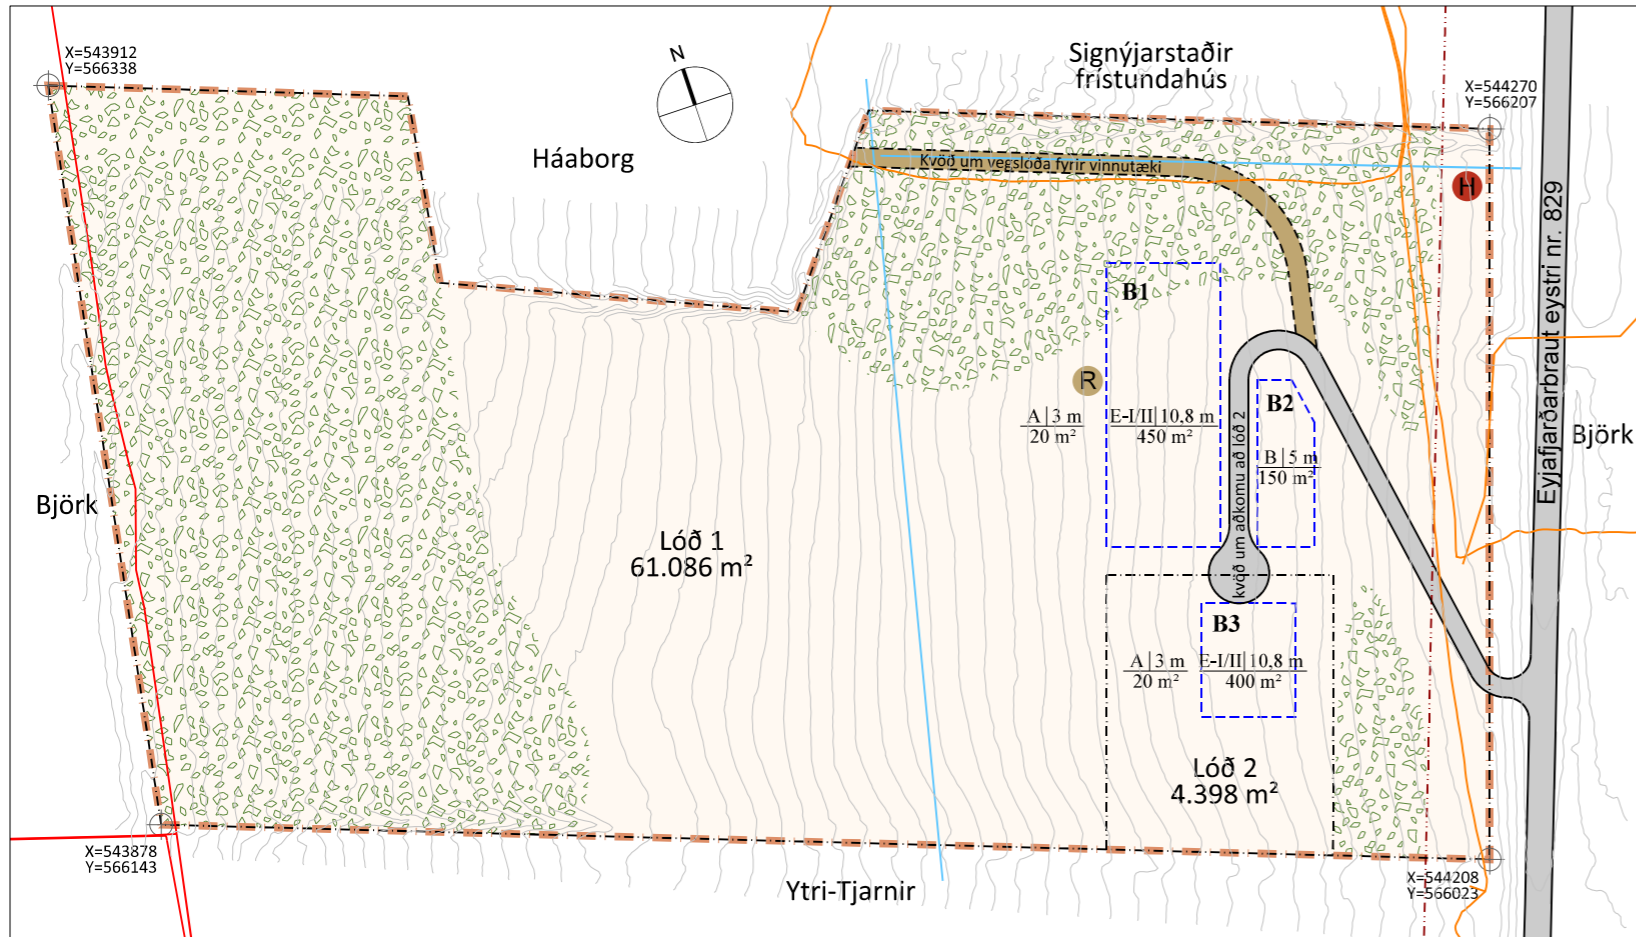 X=543912
Y=566338
N
Signýjarstaðir
frístundahús
X=544270
Y=566207
Háaborg
Kvöð um vegslóða fyrir vinnutæki
H
Eyjafjarðarbraut eystri nr. 829
B1
R
A|3 m
20 m²
E-I/II|10,8 m
450 m²
B2
B|5 m
150 m²
kvöð um aðkomu að lóð 2
Björk
Björk
Lóð 1
61.086 m²
B3
A|3 m
20 m²
E-I/II|10,8 m
400 m²
Lóð 2
4.398 m²
X=543878
Y=566143
Ytri-Tjarnir
X=544208
Y=566023